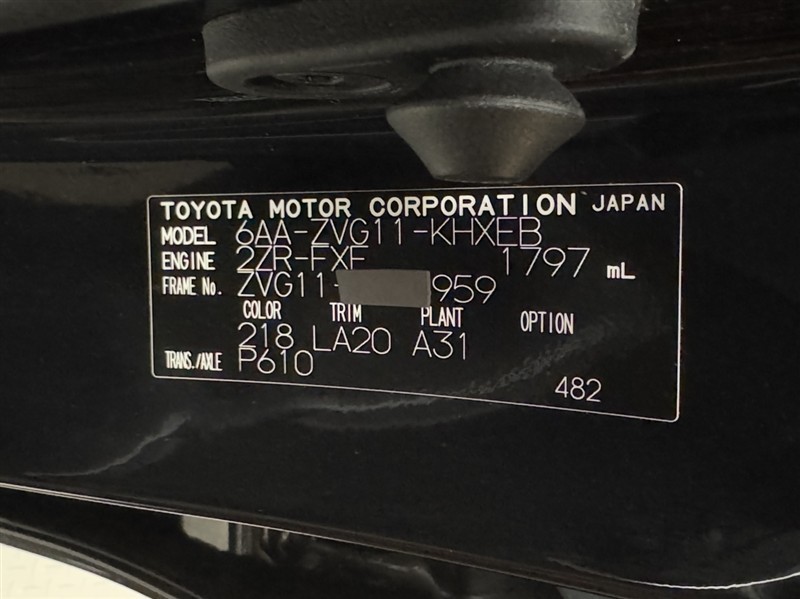 TOYOTA MOTOR CORPORATION JAPAN
MODEL 6AA-ZVG11-KHXEB
ENGINE 2ZR-FXE 1797 mL
FRAME No. ZVG11- 959
COLOR TRIM PLANT OPTION
218 LA20 A31
TRANS./AXLE P610
482